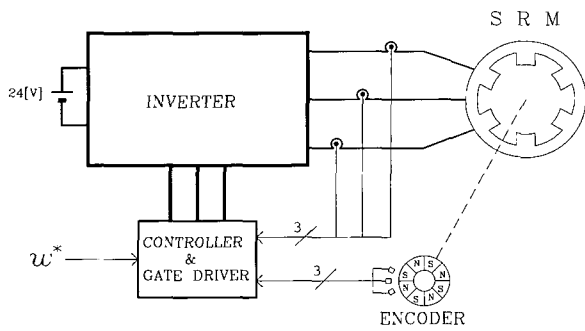 S R M
24[V]
INVERTER
3
CONTROLLER
&
GATE DRIVER
u*
3
N
S
N
S
N
S
N
S
ENCODER